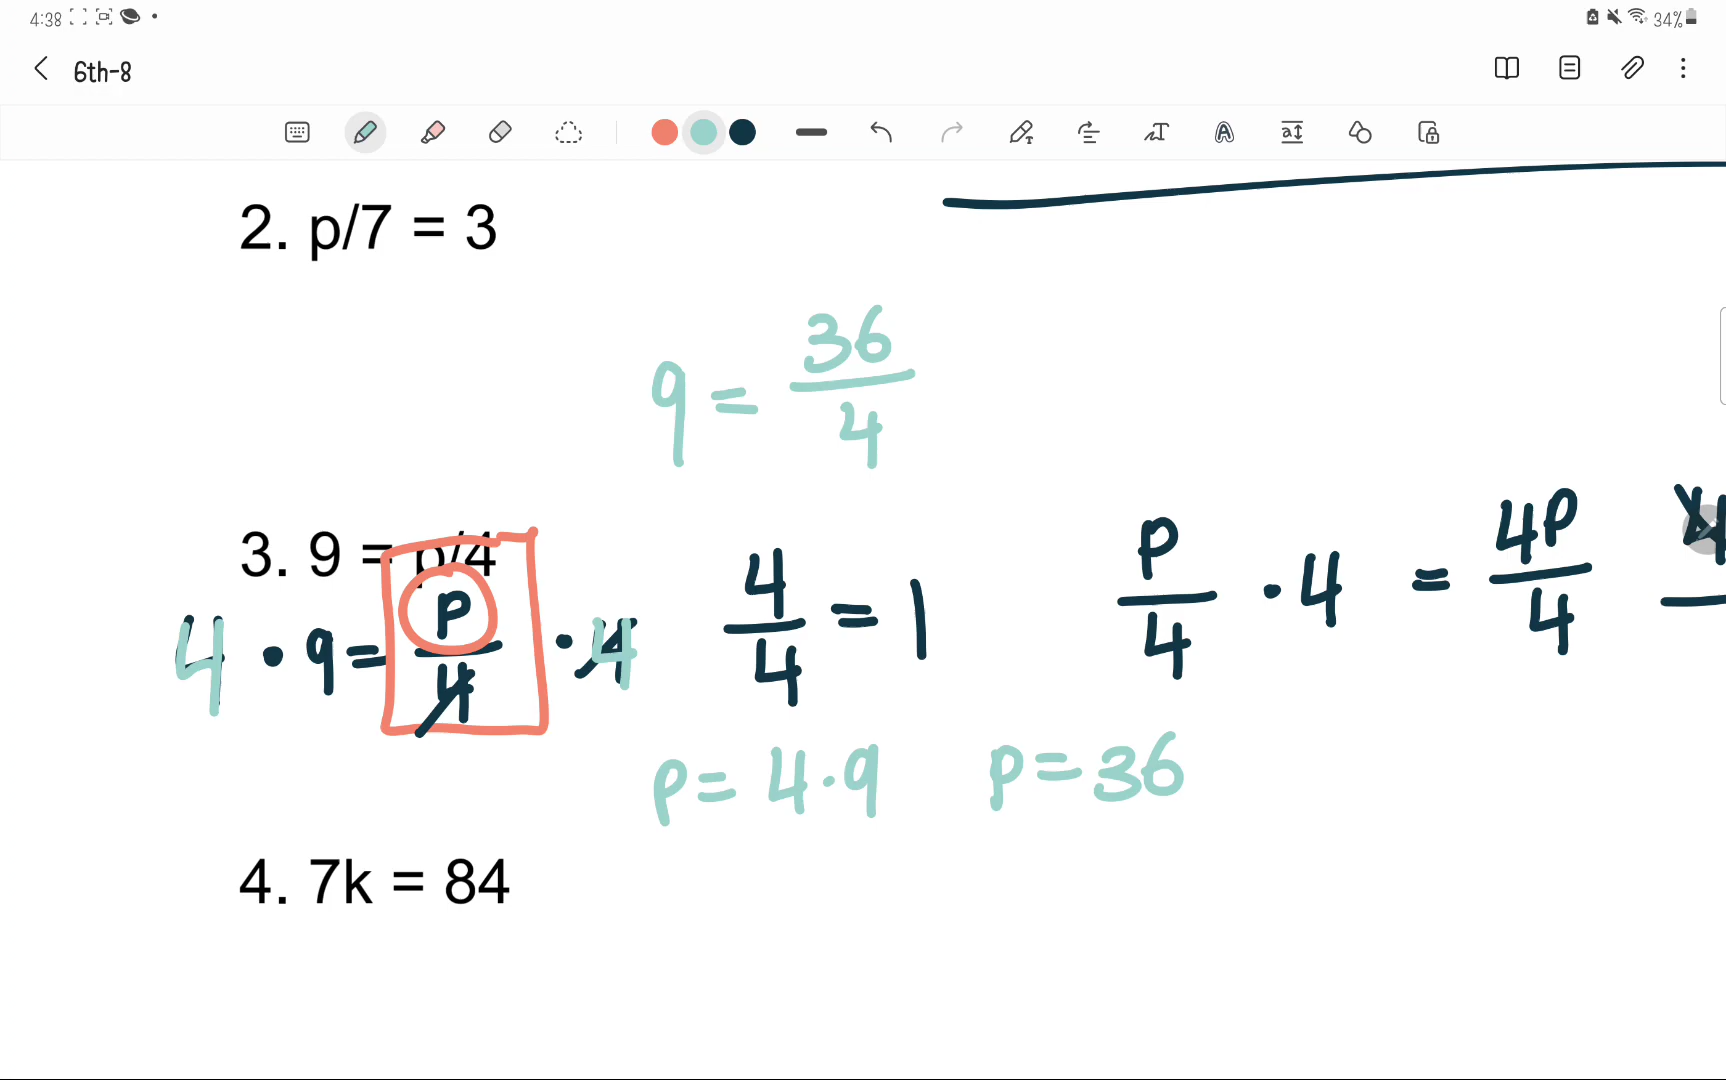 4:38 34%
6th-8
2. p/7 = 3
9 = 36/4
3. 9 = p/4
4 · 9 = p/4 · 4
4/4 = 1
p/4 · 4 = 4p/4
p = 4 · 9 p = 36
4. 7k = 84